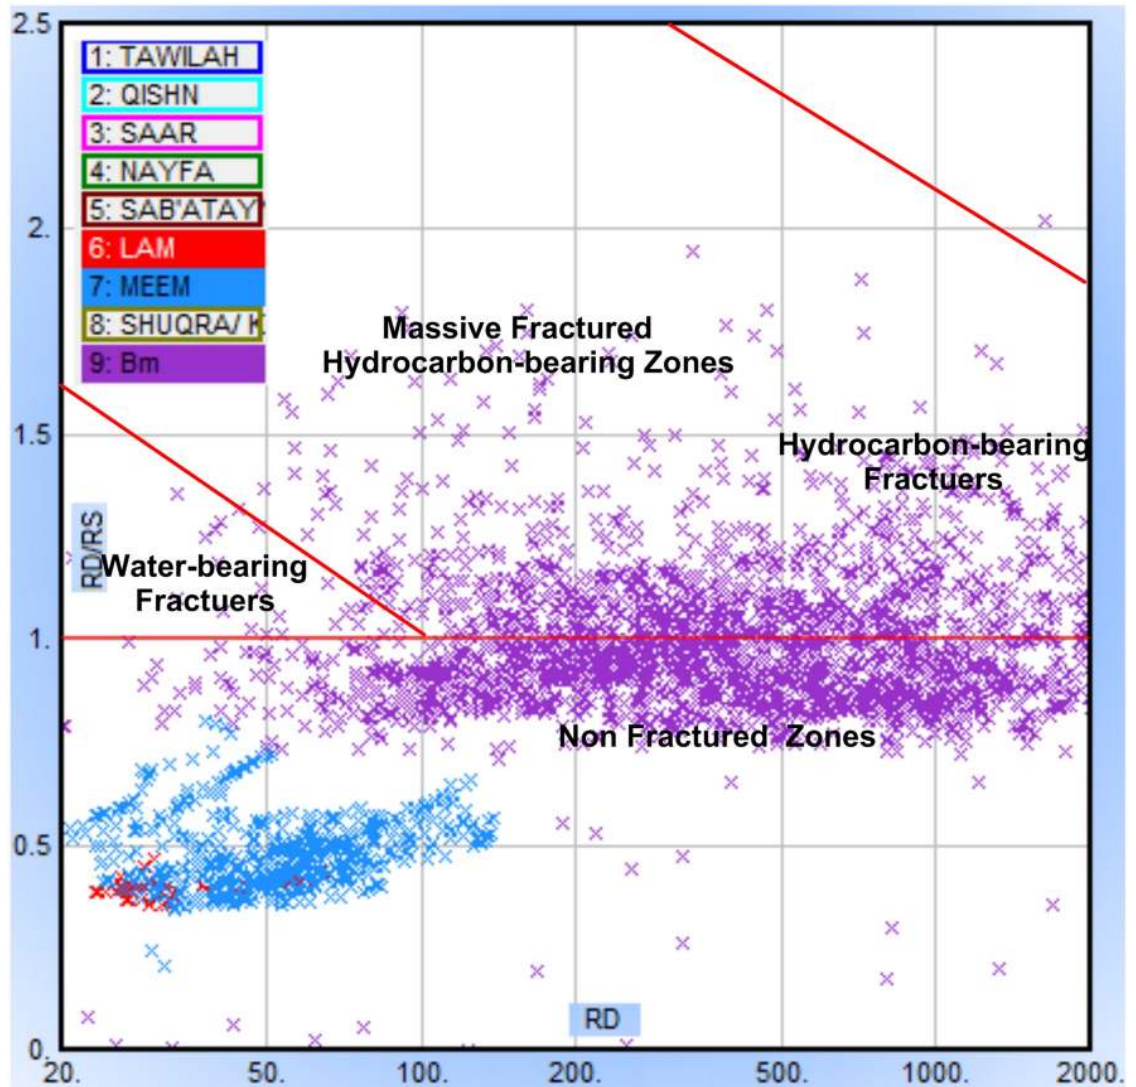 2.5
1: TAWILAH
2: QISHN
3: SAAR
4: NAYFA
5: SAB'ATAY
6: LAM
7: MEEM
8: SHUQRA/ K
9: Bm
2.
Massive Fractured
Hydrocarbon-bearing Zones
1.5
Hydrocarbon-bearing
Fractuers
RD/RS
Water-bearing
Fractuers
1.
Non Fractured Zones
0.5
RD
0.
20. 50. 100. 200. 500. 1000. 2000.